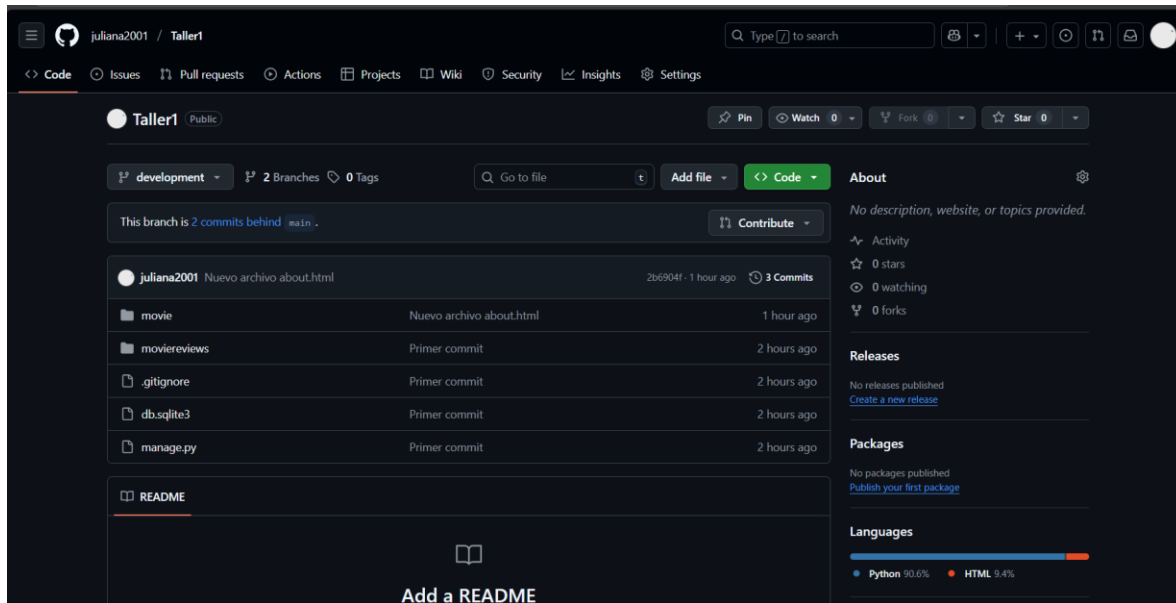 juliana2001 / Taller1
Type / to search
Code Issues Pull requests Actions Projects Wiki Security Insights Settings
Taller1 Public
Pin Watch 0 Fork 0 Star 0
development 2 Branches 0 Tags
Go to file t
Add file Code
This branch is 2 commits behind main .
Contribute
juliana2001 Nuevo archivo about.html 2b6904f · 1 hour ago 3 Commits
movie Nuevo archivo about.html 1 hour ago
moviereviews Primer commit 2 hours ago
.gitignore Primer commit 2 hours ago
db.sqlite3 Primer commit 2 hours ago
manage.py Primer commit 2 hours ago
README
Add a README
About
No description, website, or topics provided.
Activity
0 stars
0 watching
0 forks
Releases
No releases published
Create a new release
Packages
No packages published
Publish your first package
Languages
Python 90.6% HTML 9.4%